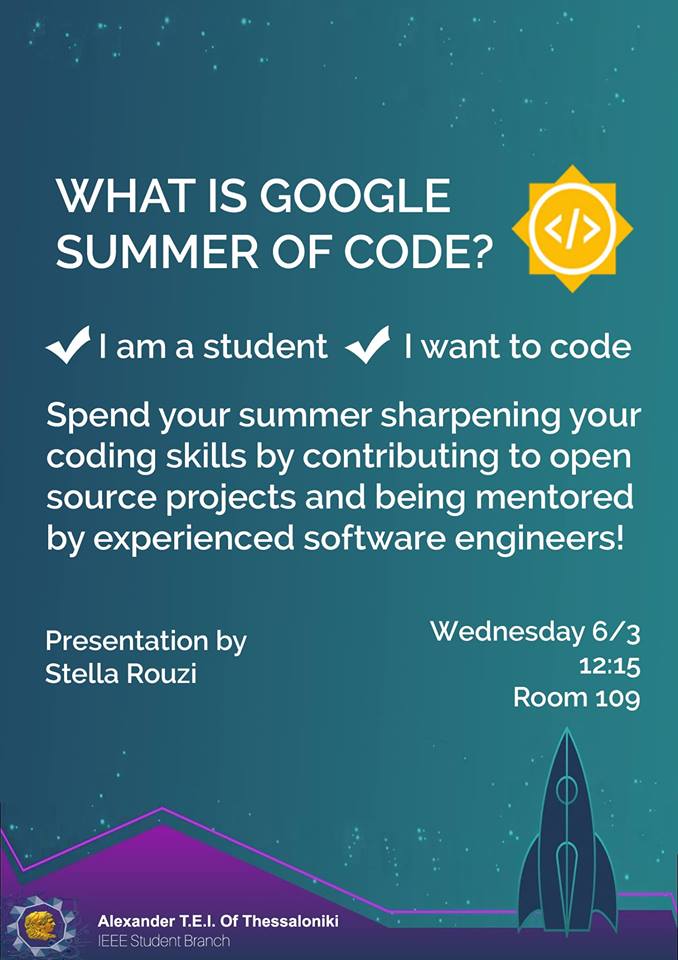 WHAT IS GOOGLE
SUMMER OF CODE?
</>
I am a student
I want to code
Spend your summer sharpening your
coding skills by contributing to open
source projects and being mentored
by experienced software engineers!
Presentation by
Stella Rouzi
Wednesday 6/3
12:15
Room 109
Alexander T.E.I. Of Thessaloniki
IEEE Student Branch